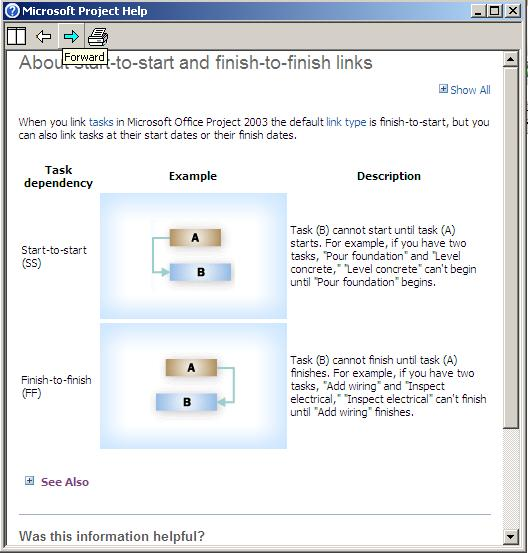 Microsoft Project Help
Forward
About start-to-start and finish-to-finish links
Show All
When you link tasks in Microsoft Office Project 2003 the default link type is finish-to-start, but you
can also link tasks at their start dates or their finish dates.
Task
dependency
Example
Description
Start-to-start
(SS)
A
B
Task (B) cannot start until task (A)
starts. For example, if you have two
tasks, "Pour foundation" and "Level
concrete," "Level concrete" can't begin
until "Pour foundation" begins.
Finish-to-finish
(FF)
A
B
Task (B) cannot finish until task (A)
finishes. For example, if you have two
tasks, "Add wiring" and "Inspect
electrical," "Inspect electrical" can't finish
until "Add wiring" finishes.
See Also
Was this information helpful?